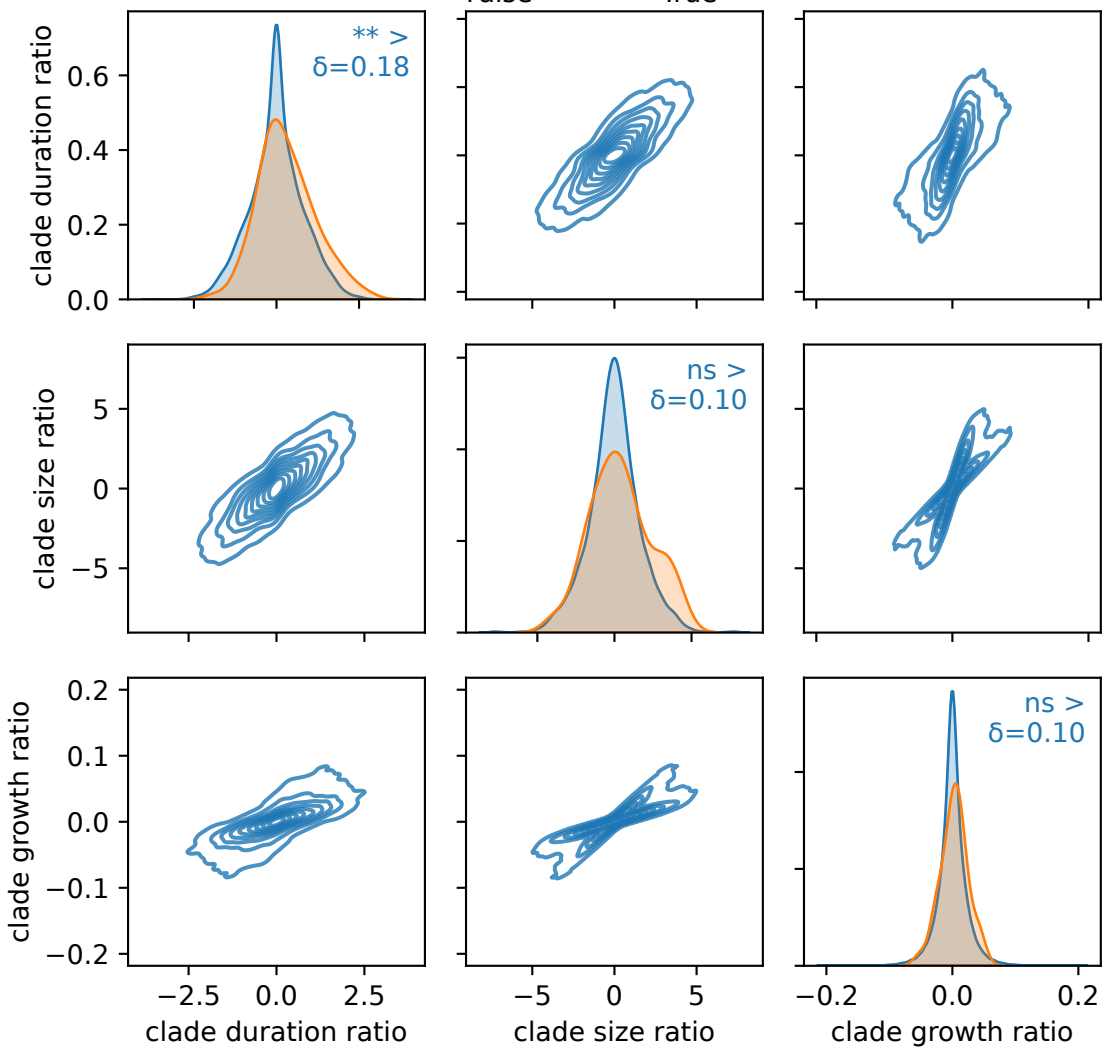 False True
clade duration ratio
0.6
0.4
0.2
0.0
** >
δ=0.18
clade size ratio
5
0
−5
ns >
δ=0.10
clade growth ratio
0.2
0.1
0.0
−0.1
−0.2
ns >
δ=0.10
−2.5 0.0 2.5
−5 0 5
−0.2 0.0 0.2
clade duration ratio
clade size ratio
clade growth ratio